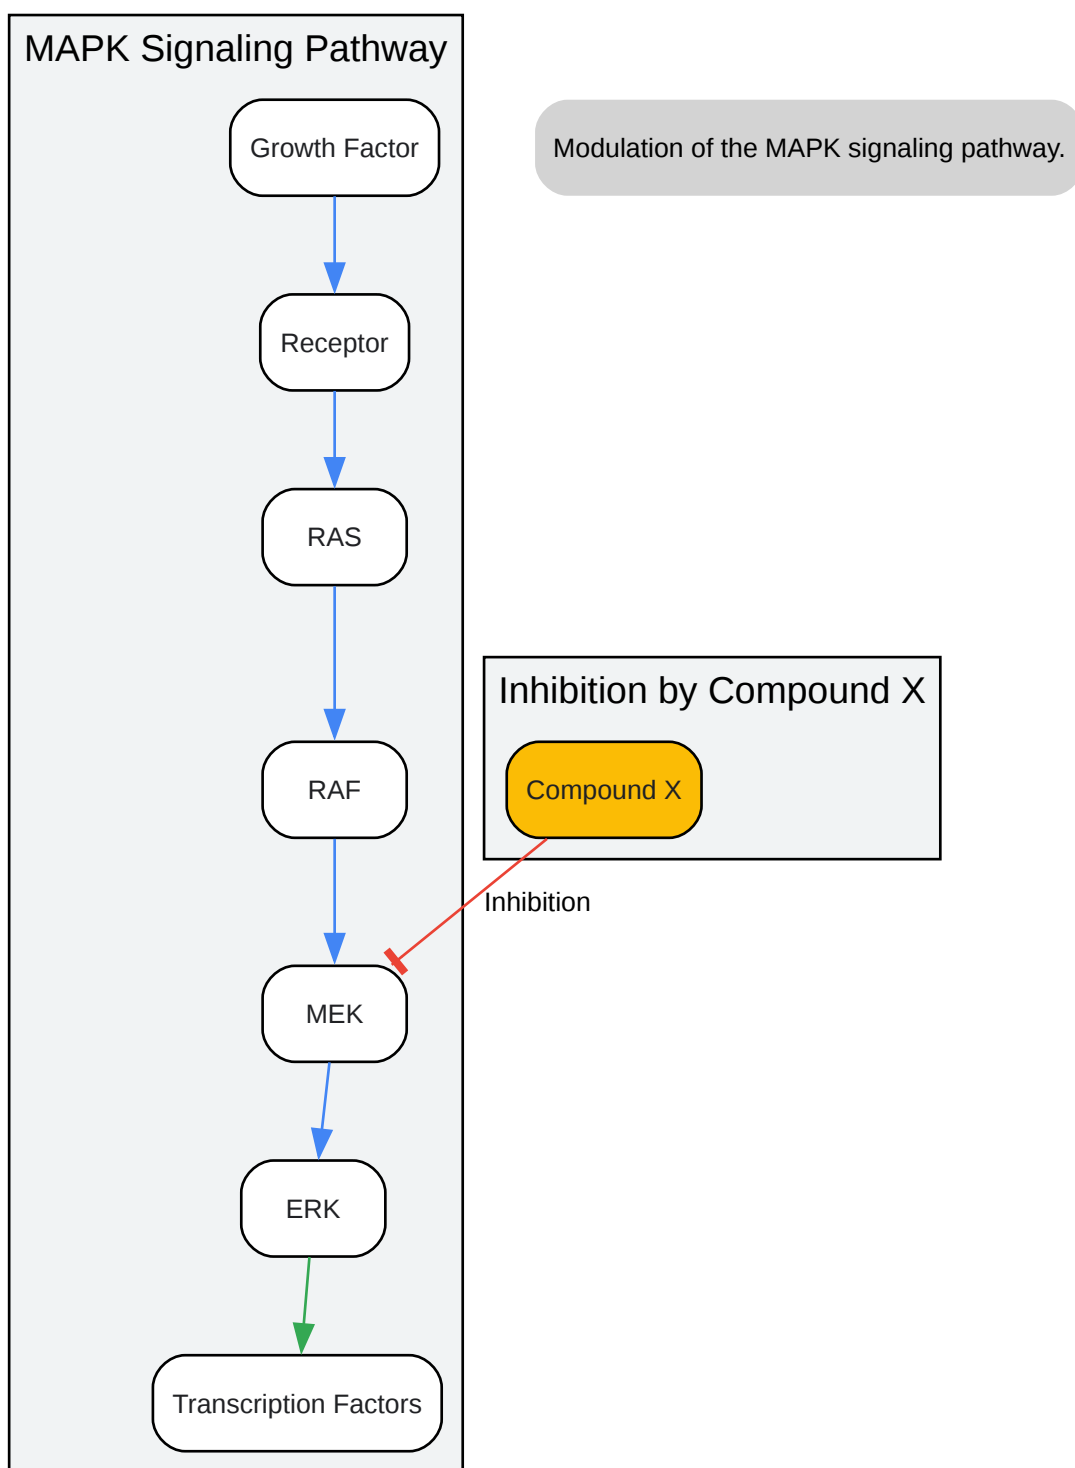 MAPK Signaling Pathway
Growth Factor
Modulation of the MAPK signaling pathway.
Receptor
RAS
Inhibition by Compound X
RAF
Compound X
Inhibition
MEK
ERK
Transcription Factors